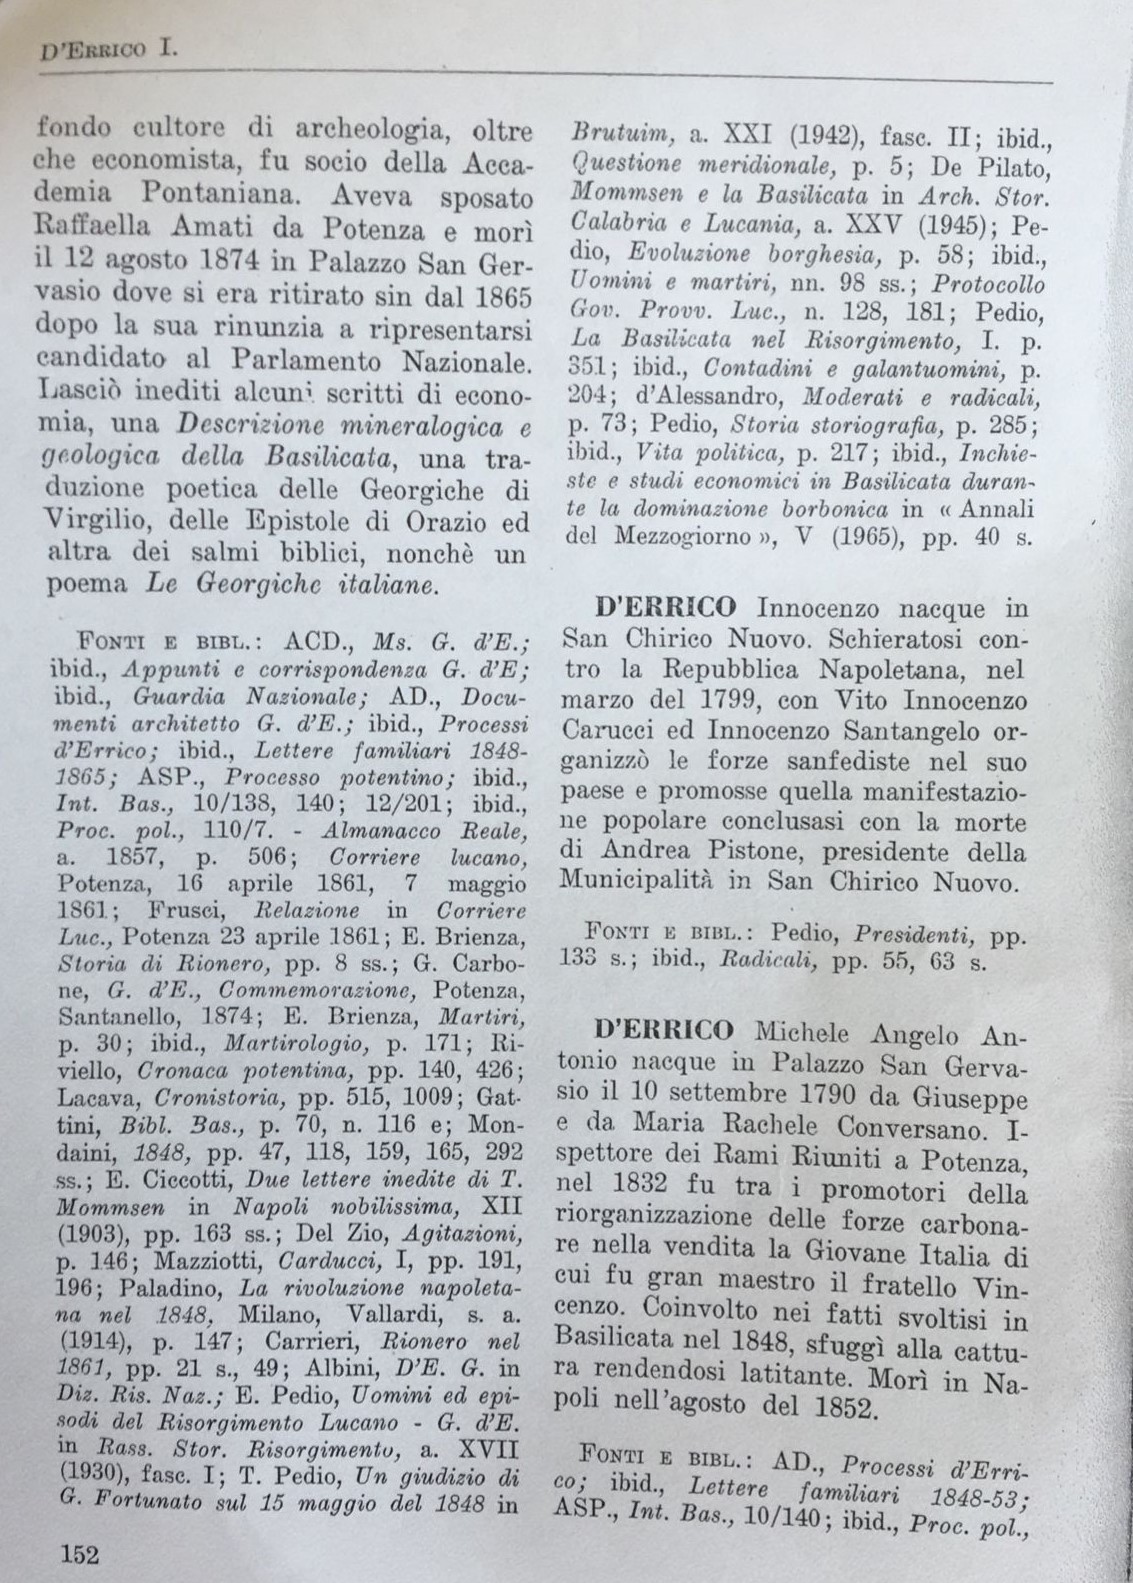 D'ERRICO I.
fondo cultore di archeologia, oltre
che economista, fu socio della Acca-
demia Pontaniana. Aveva sposato
Raffaella Amati da Potenza e morì
il 12 agosto 1874 in Palazzo San Ger-
vasio dove si era ritirato sin dal 1865
dopo la sua rinunzia a ripresentarsi
candidato al Parlamento Nazionale.
Lasciò inediti alcuni scritti di econo-
mia, una Descrizione mineralogica e
geologica della Basilicata, una tra-
duzione poetica delle Georgiche di
Virgilio, delle Epistole di Orazio ed
altra dei salmi biblici, nonchè un
poema Le Georgiche italiane.
FONTI E BIBL.: ACD., Ms. G. d'E.;
ibid., Appunti e corrispondenza G. d'E;
ibid., Guardia Nazionale; AD., Docu-
menti architetto G. d'E.; ibid., Processi
d'Errico; ibid., Lettere familiari 1848-
1865; ASP., Processo potentino; ibid.,
Int. Bas., 10/138, 140; 12/201; ibid.,
Proc. pol., 110/7. - Almanacco Reale,
a. 1857, p. 506; Corriere lucano,
Potenza, 16 aprile 1861, 7 maggio
1861; Frusci, Relazione in Corriere
Luc., Potenza 23 aprile 1861; E. Brienza,
Storia di Rionero, pp. 8 ss.; G. Carbo-
ne, G. d'E., Commemorazione, Potenza,
Santanello, 1874; E. Brienza, Martiri,
p. 30; ibid., Martirologio, p. 171; Ri-
viello, Cronaca potentina, pp. 140, 426;
Lacava, Cronistoria, pp. 515, 1009; Gat-
tini, Bibl. Bas., p. 70, n. 116 e; Mon-
daini, 1848, pp. 47, 118, 159, 165, 292
ss.; E. Ciccotti, Due lettere inedite di T.
Mommsen in Napoli nobilissima, XII
(1903), pp. 163 ss.; Del Zio, Agitazioni,
p. 146; Mazziotti, Carducci, I, pp. 191,
196; Paladino, La rivoluzione napoleta-
na nel 1848, Milano, Vallardi, s. a.
(1914), p. 147; Carrieri, Rionero nel
1861, pp. 21 s., 49; Albini, D'E. G. in
Diz. Ris. Naz.; E. Pedio, Uomini ed epi-
sodi del Risorgimento Lucano - G. d'E.
in Rass. Stor. Risorgimento, a. XVII
(1930), fasc. I; T. Pedio, Un giudizio di
G. Fortunato sul 15 maggio del 1848 in
152
Brutuim, a. XXI (1942), fasc. II; ibid.,
Questione meridionale, p. 5; De Pilato,
Mommsen e la Basilicata in Arch. Stor.
Calabria e Lucania, a. XXV (1945); Pe-
dio, Evoluzione borghesia, p. 58; ibid.,
Uomini e martiri, nn. 98 ss.; Protocollo
Gov. Provv. Luc., n. 128, 181; Pedio,
La Basilicata nel Risorgimento, I. p.
351; ibid., Contadini e galantuomini, p.
204; d'Alessandro, Moderati e radicali,
p. 73; Pedio, Storia storiografia, p. 285;
ibid., Vita politica, p. 217; ibid., Inchie-
ste e studi economici in Basilicata duran-
te la dominazione borbonica in « Annali
del Mezzogiorno », V (1965), pp. 40 s.
D'ERRICO Innocenzo nacque in
San Chirico Nuovo. Schieratosi con-
tro la Repubblica Napoletana, nel
marzo del 1799, con Vito Innocenzo
Carucci ed Innocenzo Santangelo or-
ganizzò le forze sanfediste nel suo
paese e promosse quella manifestazio-
ne popolare conclusasi con la morte
di Andrea Pistone, presidente della
Municipalità in San Chirico Nuovo.
FONTI E BIBL.: Pedio, Presidenti, pp.
133 s.; ibid., Radicali, pp. 55, 63 s.
D'ERRICO Michele Angelo An-
tonio nacque in Palazzo San Gerva-
sio il 10 settembre 1790 da Giuseppe
e da Maria Rachele Conversano. I-
spettore dei Rami Riuniti a Potenza,
nel 1832 fu tra i promotori della
riorganizzazione delle forze carbona-
re nella vendita la Giovane Italia di
cui fu gran maestro il fratello Vin-
cenzo. Coinvolto nei fatti svoltisi in
Basilicata nel 1848, sfuggì alla cattu-
ra rendendosi latitante. Morì in Na-
poli nell'agosto del 1852.
FONTI E BIBL.: AD., Processi d'Erri-
co; ibid., Lettere familiari 1848-53;
ASP., Int. Bas., 10/140; ibid., Proc. pol.,